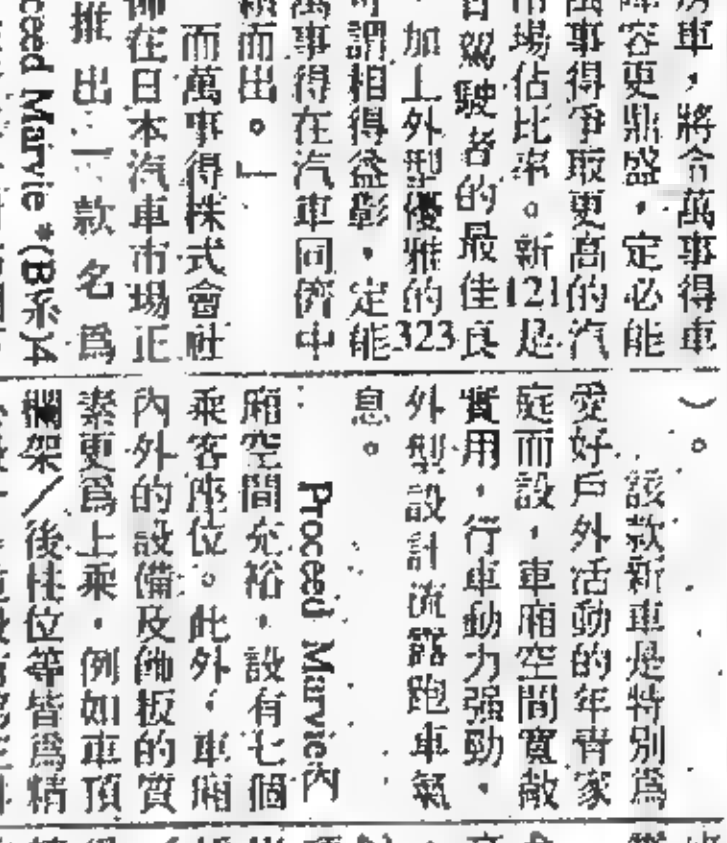 房車，將令萬事得車
陣容更鼎盛，定必能
萬事得爭取更高的汽
市場佔比率。新121是
駕駛者的最佳良
加上外型優雅的323
謂相得益彰，定能
萬事得在汽車同儕中
穎而出。」
而萬事得株式會社
在日本汽車市場正
推出一款名為
ceed Marvie *(B系)4
）。
該款新車是特別為
愛好戶外活動的年青家
庭而設，車廂空間寬敞
實用，行車動力强勁，
外型設計流露跑車氣
息。
Proceed Marvie內
廂空間充裕，設有七個
乘客座位。此外，車廂
內外的設備及飾板的質
素更為上乘，例如車頂
欄架／後柱位等皆為精